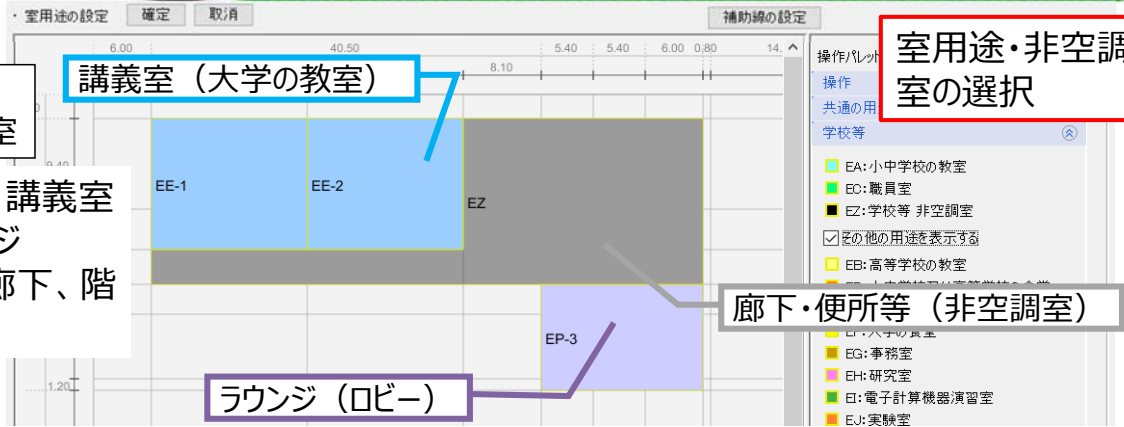 ・室用途の設定 確定 取消 補助線の設定
室用途・非空調
室の選択
6.00 40.50 5.40 5.40 6.00 0.80 14.
8.10
操作パレット
操作
共通の用
学校等
講義室（大学の教室）
室
9.40
講義室
ジ
廊下、階
EE-1 EE-2 EZ
EA:小中学校の教室
EC:職員室
EZ:学校等 非空調室
その他の用途を表示する
EB:高等学校の教室
廊下・便所等（非空調室）
EP-3
EF:大学の食堂
EG:事務室
EH:研究室
EI:電子計算機器演習室
EJ:実験室
1.20
ラウンジ（ロビー）